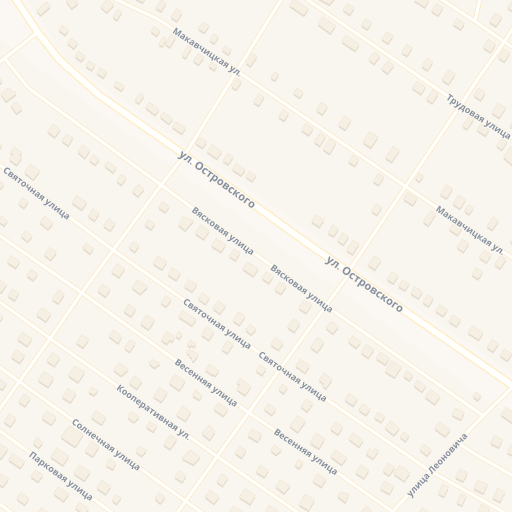 Макавчицкая ул.
Трудовая улица
ул. Островского
Святочная улица
Вясковая улица
Макавчицкая ул.
ул. Островского
Вясковая улица
Святочная улица
Святочная улица
Весенняя улица
Кооперативная ул.
Солнечная улица
Весенняя улица
улица Леоновича
Парковая улица